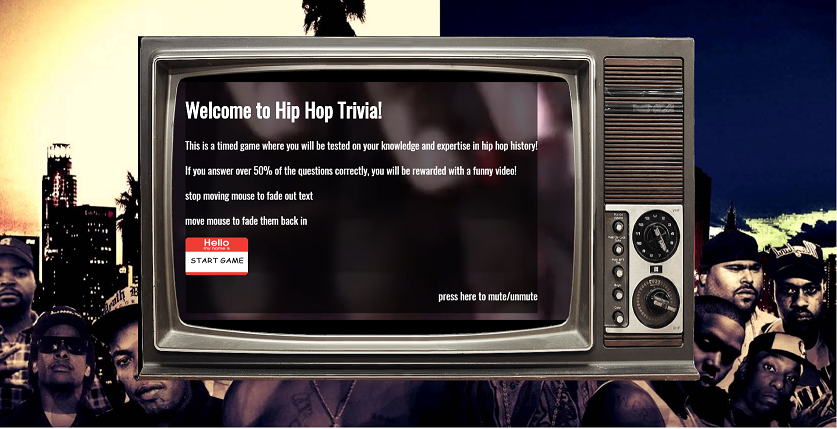 Welcome to Hip Hop Trivia!
This is a timed game where you will be tested on your knowledge and expertise in hip hop history!
If you answer over 50% of the questions correctly, you will be rewarded with a funny video!
stop moving mouse to fade out text
move mouse to fade them back in
Hello
my name is
START GAME
press here to mute/unmute